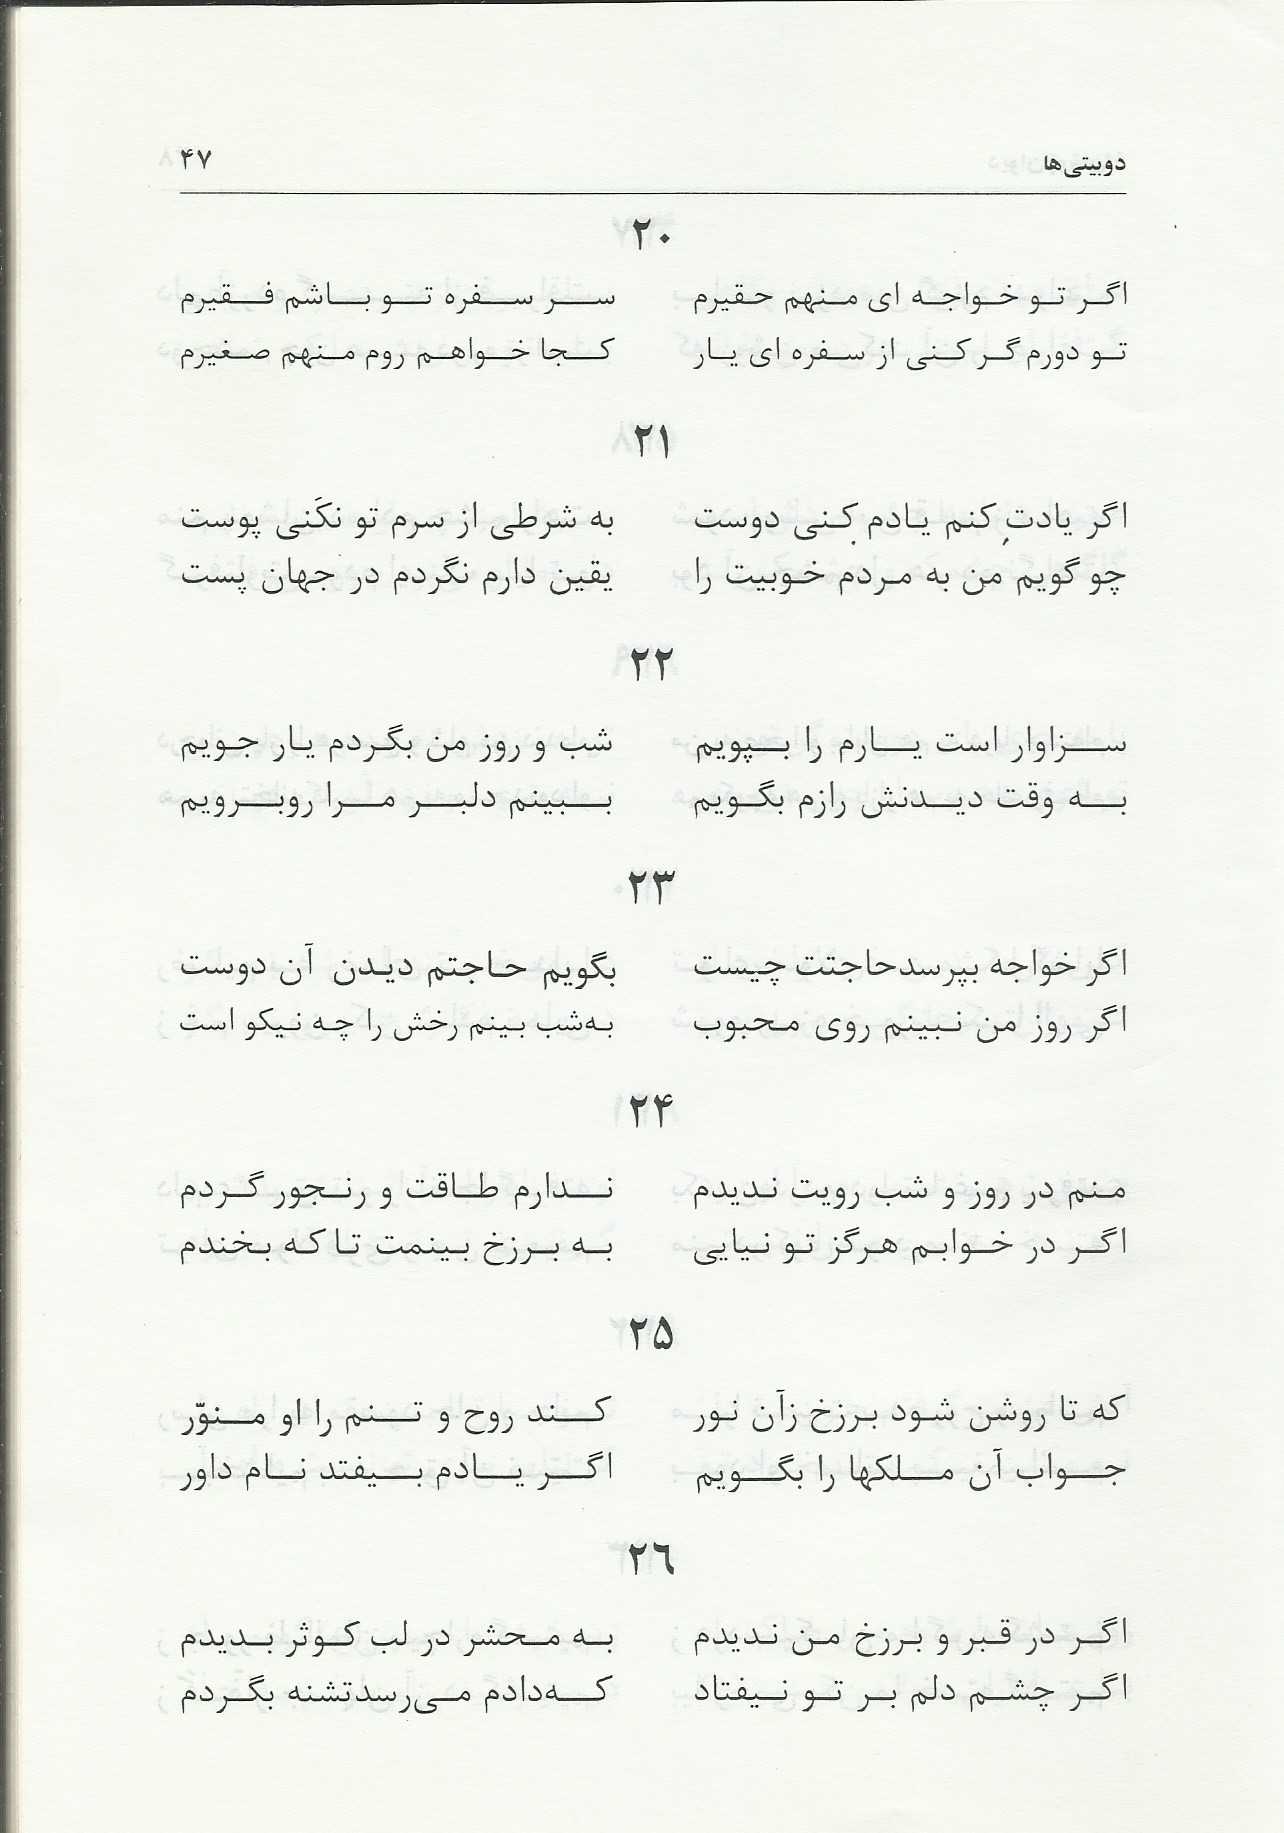 دوبیتی‌ها ۴۷
۲۰
اگر تو خواجه ای منهم حقیرم سر سفره تو باشم فقیرم
تو دورم گر کنی از سفره ای یار کجا خواهم روم منهم صغیرم
۲۱
اگر یادتِ کنم یادم کِنی دوست به شرطی از سرم تو نکَنی پوست
چو گویم من به مردم خوبیت را یقین دارم نگردم در جهان پست
۲۲
سزاوار است یارم را بپویم شب و روز من بگردم یار جویم
به وقت دیدنش رازم بگویم ببینم دلبر مرا روبرویم
۲۳
اگر خواجه بپرسد حاجتت چیست بگویم حاجتم دیدن آن دوست
اگر روز من نبینم روی محبوب به‌شب بینم رخش را چه نیکو است
۲۴
منم در روز و شب رویت ندیدم ندارم طاقت و رنجور گردم
اگر در خوابم هرگز تو نیایی به برزخ بینمت تا که بخندم
۲۵
که تا روشن شود برزخ زآن نور کند روح و تنم را او منوّر
جواب آن ملکها را بگویم اگر یادم بیفتد نام داور
۲۶
اگر در قبر و برزخ من ندیدم به محشر در لب کوثر بدیدم
اگر چشم دلم بر تو نیفتاد که‌دادم می‌رسد تشنه بگردم